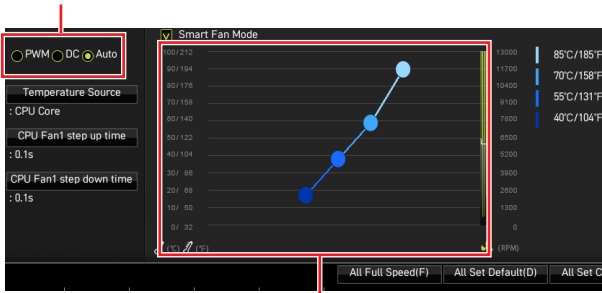 Smart Fan Mode
PWM DC Auto
Temperature Source
: CPU Core
CPU Fan1 step up time
: 0.1s
CPU Fan1 step down time
: 0.1s
100/212
90/194
80/176
70/158
60/140
50/122
40/104
30/ 86
20/ 68
10/ 50
0/ 32
(°C) (°F)
13000
11700
10400
9100
7800
6500
5200
3900
2600
1300
0
(RPM)
85°C/185°F
70°C/158°F
55°C/131°F
40°C/104°F
All Full Speed(F) All Set Default(D) All Set C